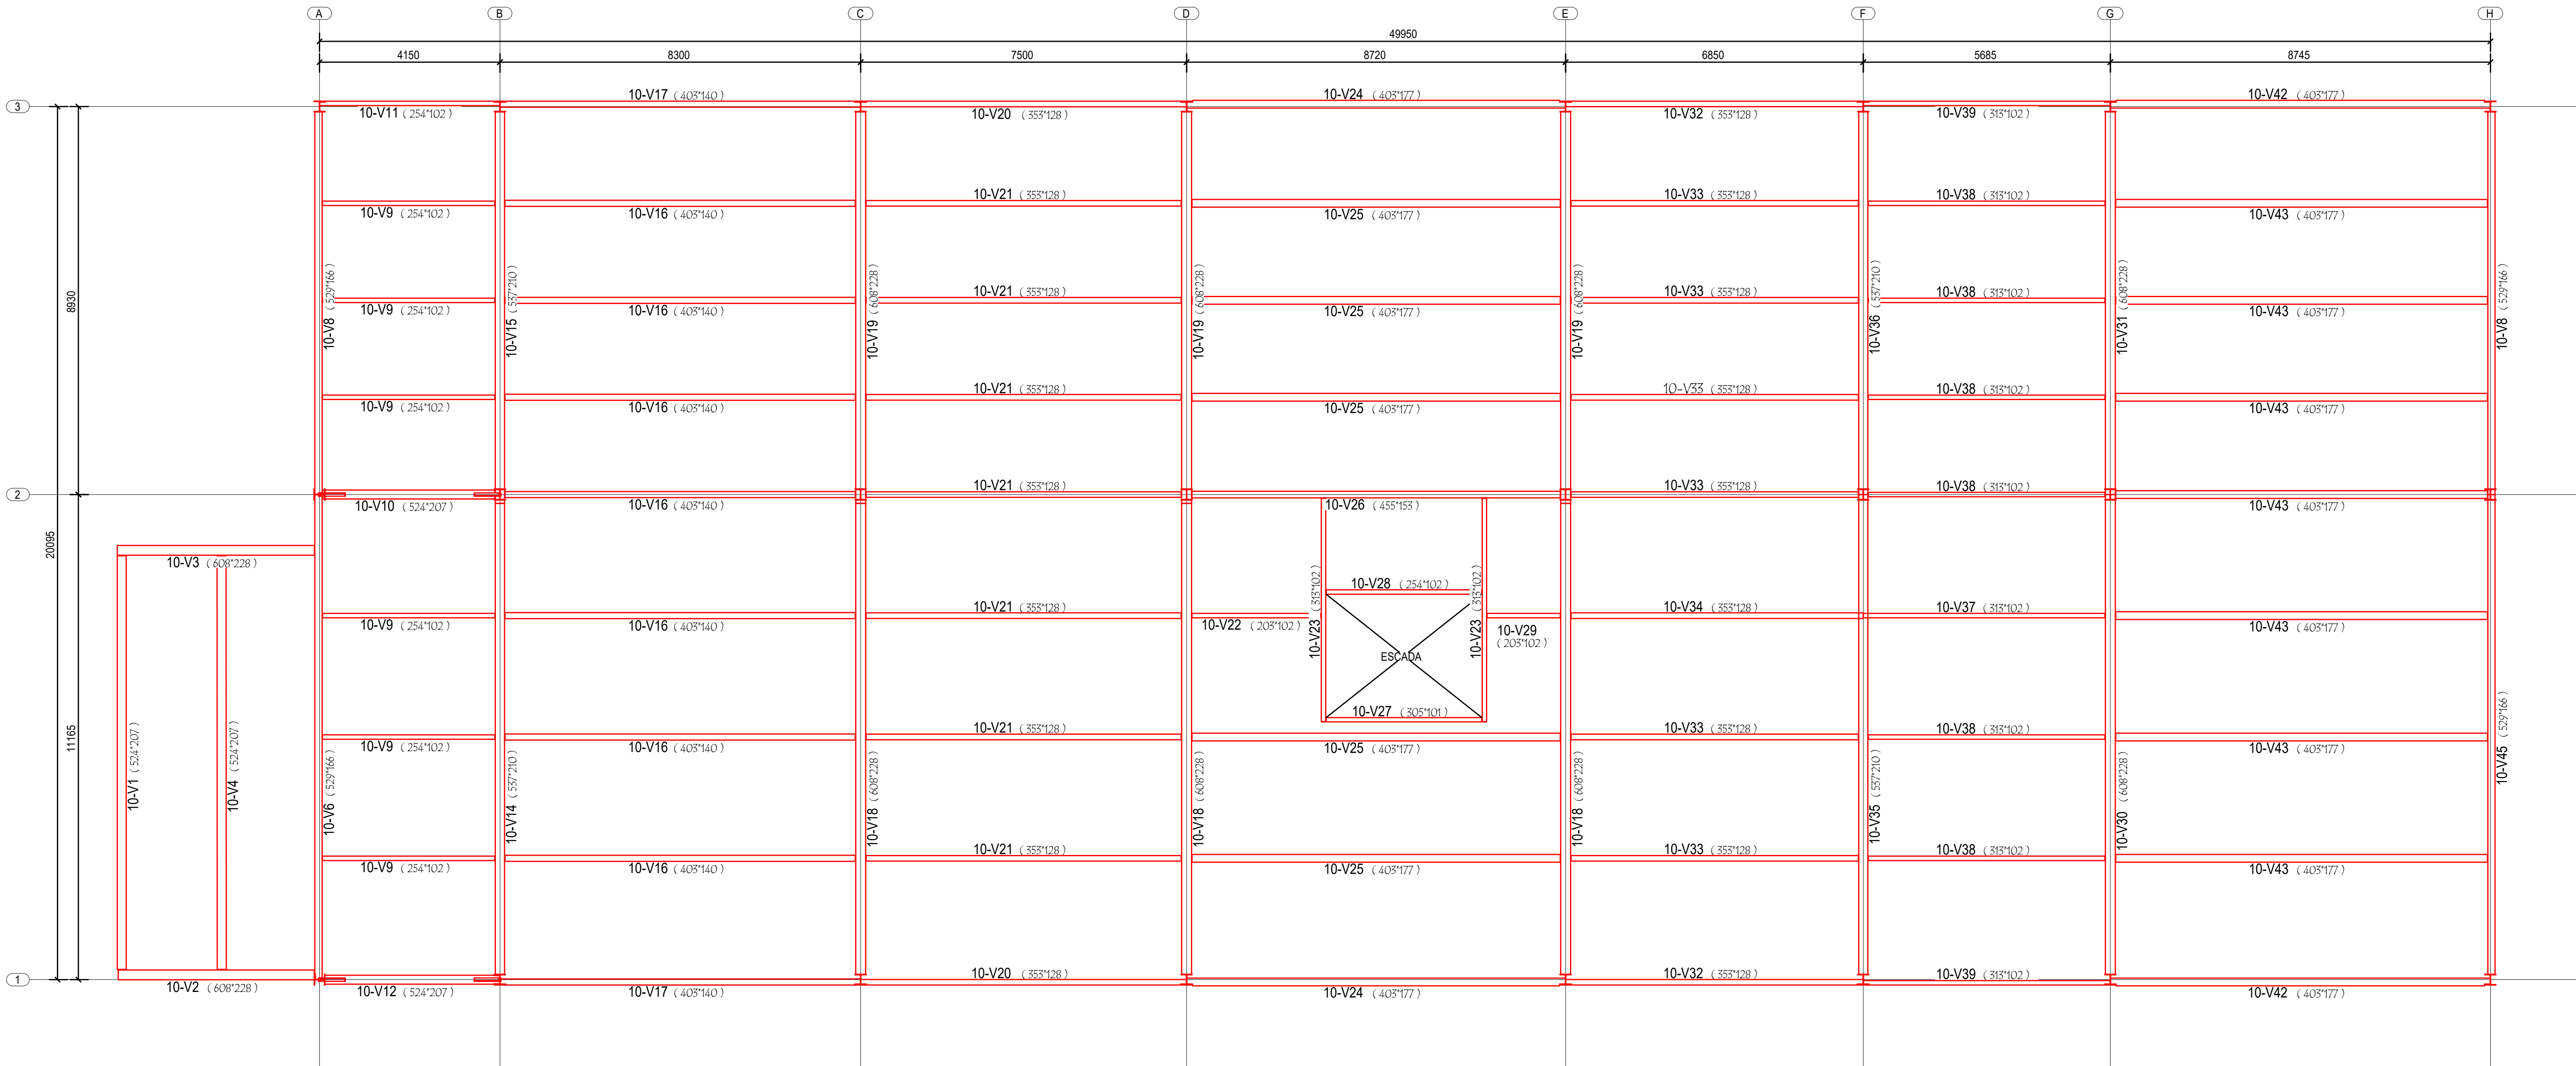 A B C D E F G H
49950
4150 8300 7500 8720 6850 5685 8745
10-V17 (403*140) 10-V24 (403*177) 10-V42 (403*177)
3
10-V11 (254*102) 10-V20 (353*128) 10-V32 (353*128) 10-V39 (313*102)
10-V21 (353*128) 10-V33 (353*128) 10-V38 (313*102)
10-V9 (254*102) 10-V16 (403*140) 10-V25 (403*177) 10-V43 (403*177)
8930
10-V8 (529*166) 10-V15 (537*210) 10-V19 (608*228) 10-V19 (608*228) 10-V19 (608*228) 10-V36 (537*210) 10-V31 (608*228) 10-V8 (529*166)
10-V21 (353*128) 10-V33 (353*128) 10-V38 (313*102)
10-V9 (254*102) 10-V16 (403*140) 10-V25 (403*177) 10-V43 (403*177)
10-V21 (353*128) 10-V33 (353*128) 10-V38 (313*102)
10-V9 (254*102) 10-V16 (403*140) 10-V25 (403*177) 10-V43 (403*177)
10-V21 (353*128) 10-V33 (353*128) 10-V38 (313*102)
2
10-V10 (524*207) 10-V16 (403*140) 10-V26 (455*153) 10-V43 (403*177)
20095
10-V3 (608*228)
10-V23 (313*102) 10-V28 (254*102) 10-V23 (313*102)
10-V21 (353*128) 10-V34 (353*128) 10-V37 (313*102)
10-V9 (254*102) 10-V16 (403*140) 10-V22 (203*102) 10-V29 10-V43 (403*177)
(203*102)
ESCADA
10-V27 (305*101)
11165
10-V21 (353*128) 10-V33 (353*128) 10-V38 (313*102)
10-V9 (254*102) 10-V16 (403*140) 10-V25 (403*177) 10-V43 (403*177)
10-V1 (524*207) 10-V4 (524*207) 10-V6 (529*166) 10-V14 (537*210) 10-V18 (608*228) 10-V18 (608*228) 10-V18 (608*228) 10-V35 (537*210) 10-V30 (608*228) 10-V45 (529*166)
10-V21 (353*128) 10-V33 (353*128) 10-V38 (313*102)
10-V9 (254*102) 10-V16 (403*140) 10-V25 (403*177) 10-V43 (403*177)
10-V20 (353*128) 10-V32 (353*128) 10-V39 (313*102)
1
10-V2 (608*228) 10-V12 (524*207) 10-V17 (403*140) 10-V24 (403*177) 10-V42 (403*177)